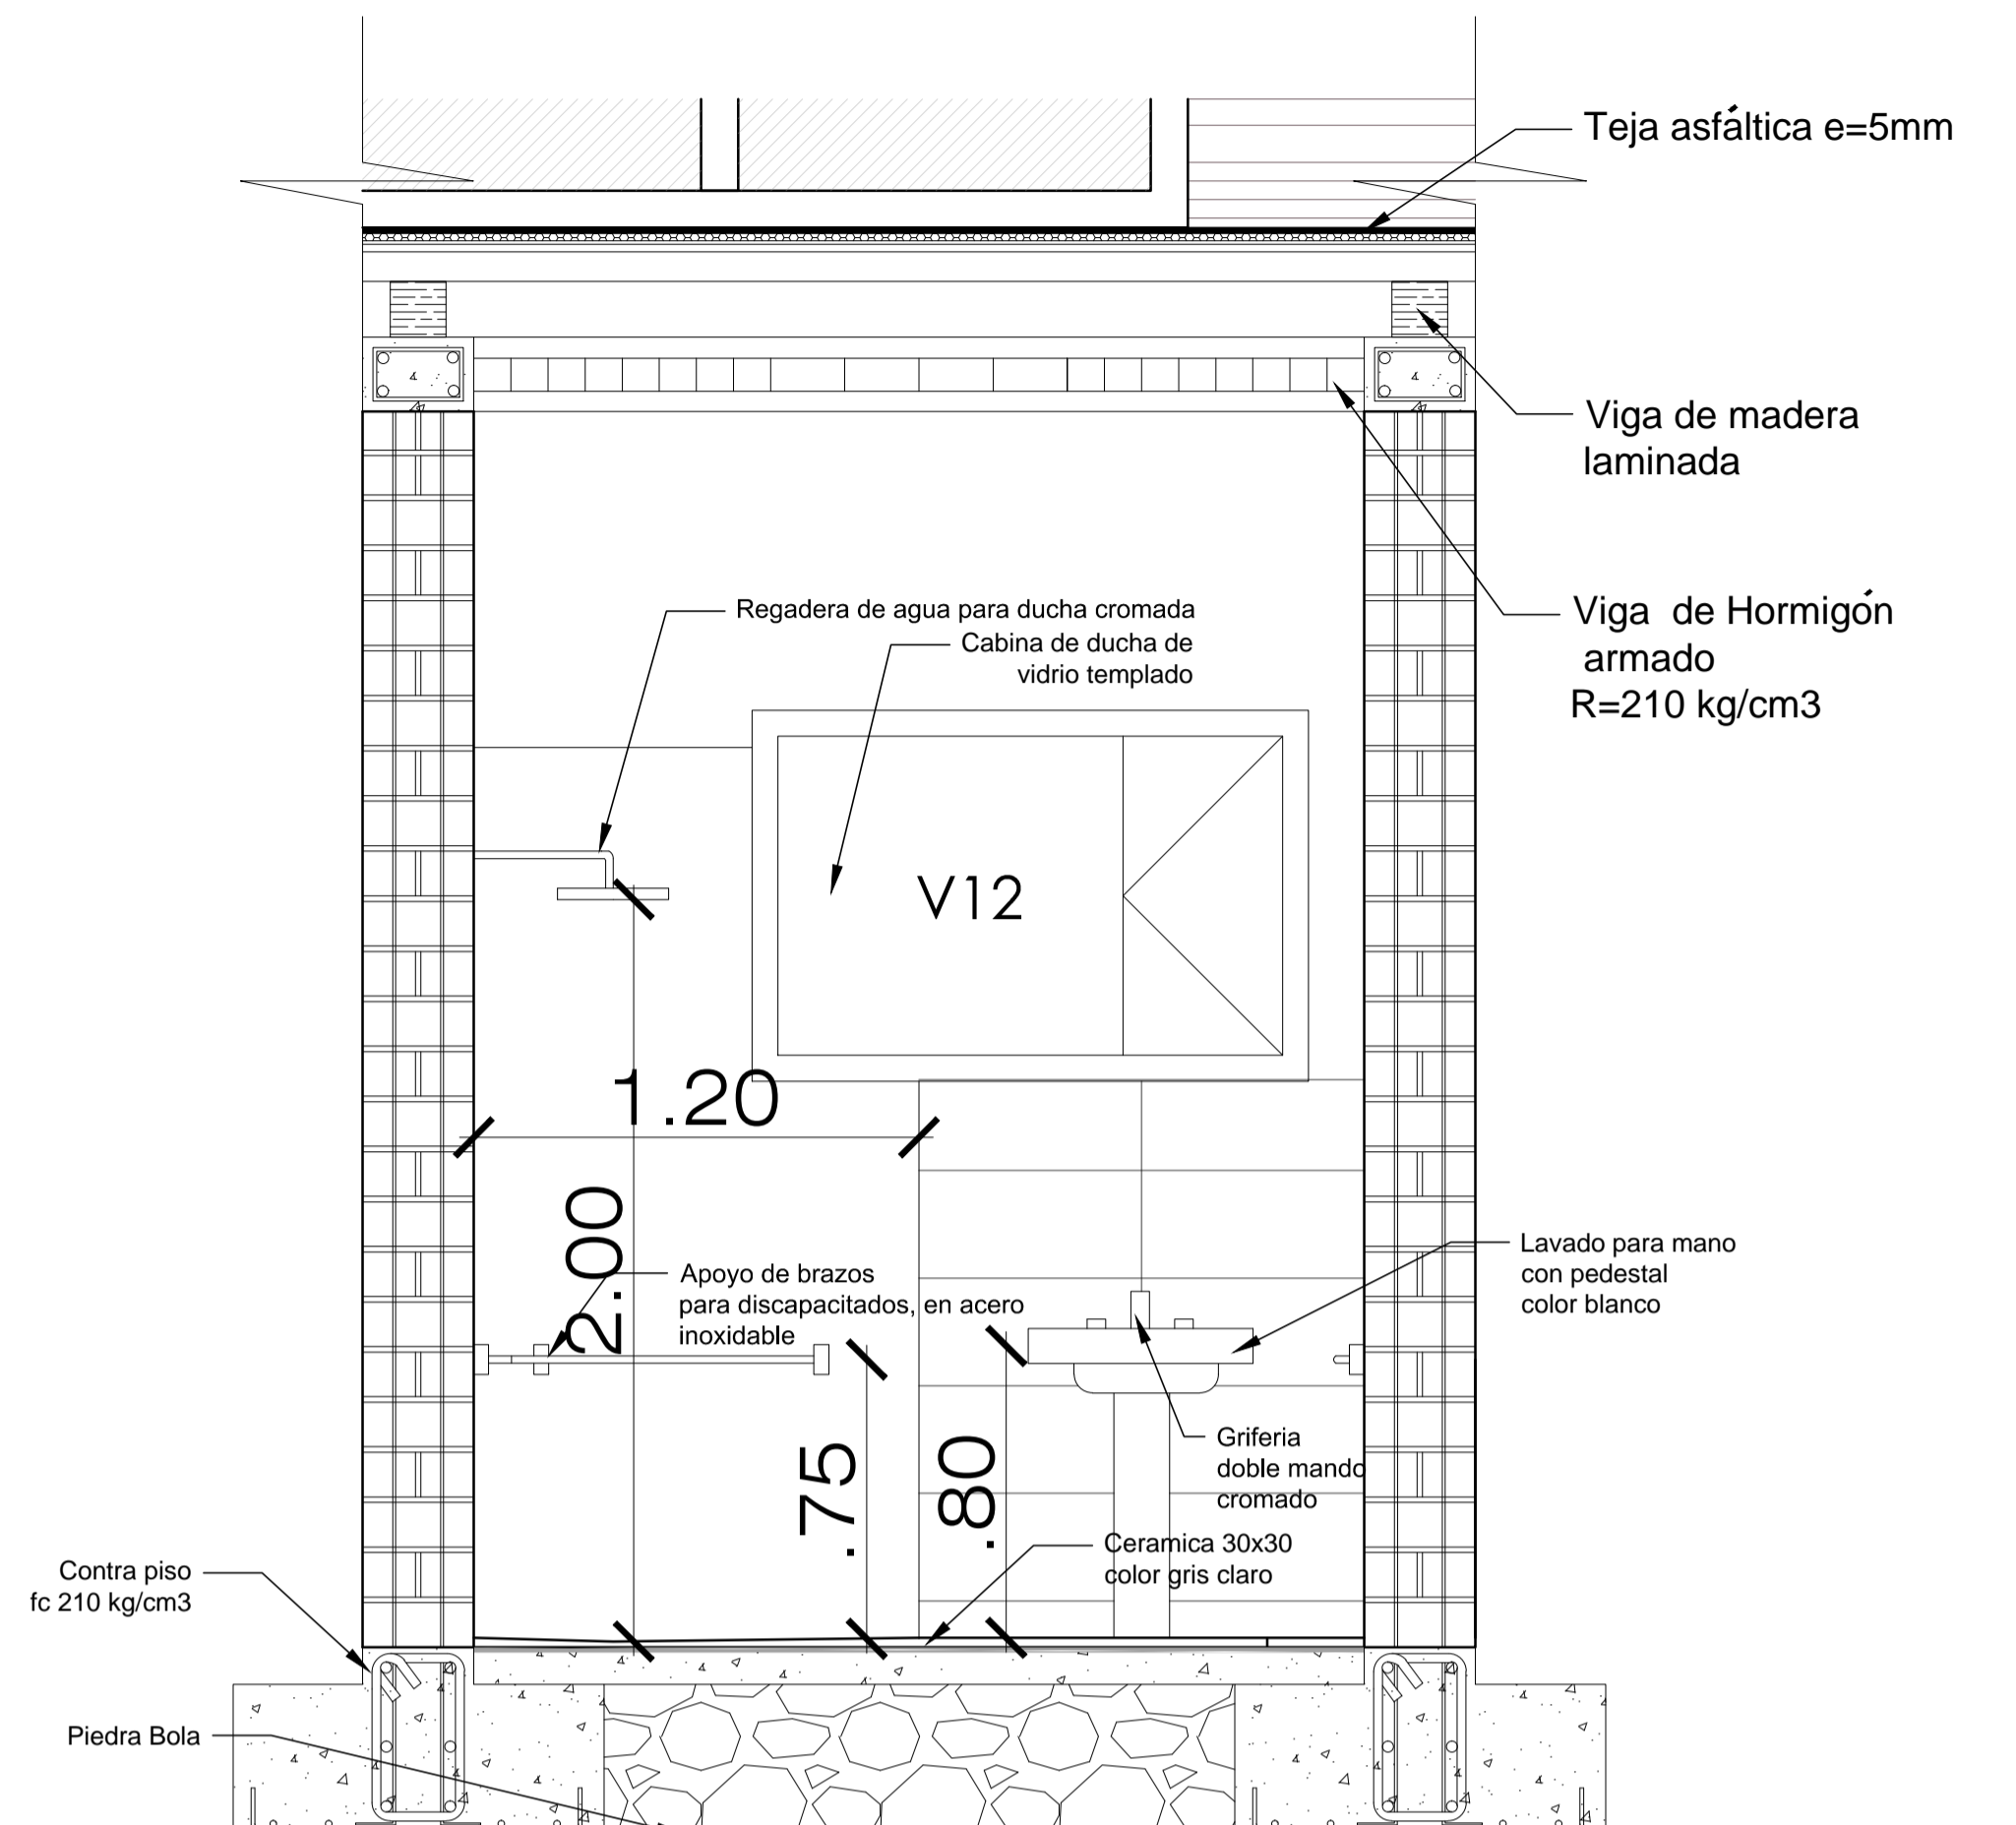 Teja asfáltica e=5mm
Viga de madera
laminada
Viga de Hormigón
armado
R=210 kg/cm3
Regadera de agua para ducha cromada
Cabina de ducha de
vidrio templado
V12
1.20
2.00
Apoyo de brazos
para discapacitados, en acero
inoxidable
Lavado para mano
con pedestal
color blanco
.75
.80
Griferia
doble mando
cromado
Ceramica 30x30
color gris claro
Contra piso
fc 210 kg/cm3
Piedra Bola